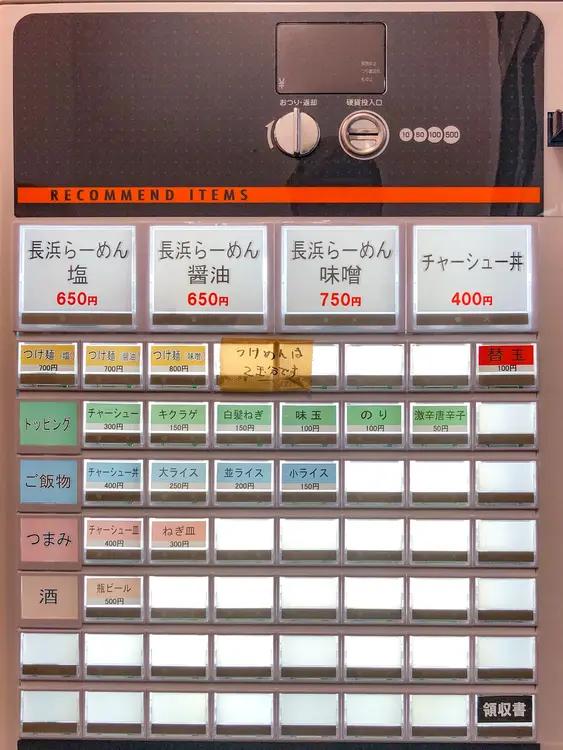 ¥
おつり・返却
硬貨投入口
10 50 100 500
RECOMMEND ITEMS
長浜らーめん
塩
650円
長浜らーめん
醤油
650円
長浜らーめん
味噌
750円
チャーシュー丼
400円
つけ麺(塩)
700円
つけ麺(醤油)
700円
つけ麺 味噌
800円
つけめんは
2玉分です
替玉
100円
トッピング
チャーシュー
300円
キクラゲ
150円
白髪ねぎ
150円
味玉
100円
のり
100円
激辛唐辛子
50円
ご飯物
チャーシュー丼
400円
大ライス
250円
並ライス
200円
小ライス
150円
つまみ
チャーシュー皿
400円
ねぎ皿
300円
酒
瓶ビール
500円
領収書